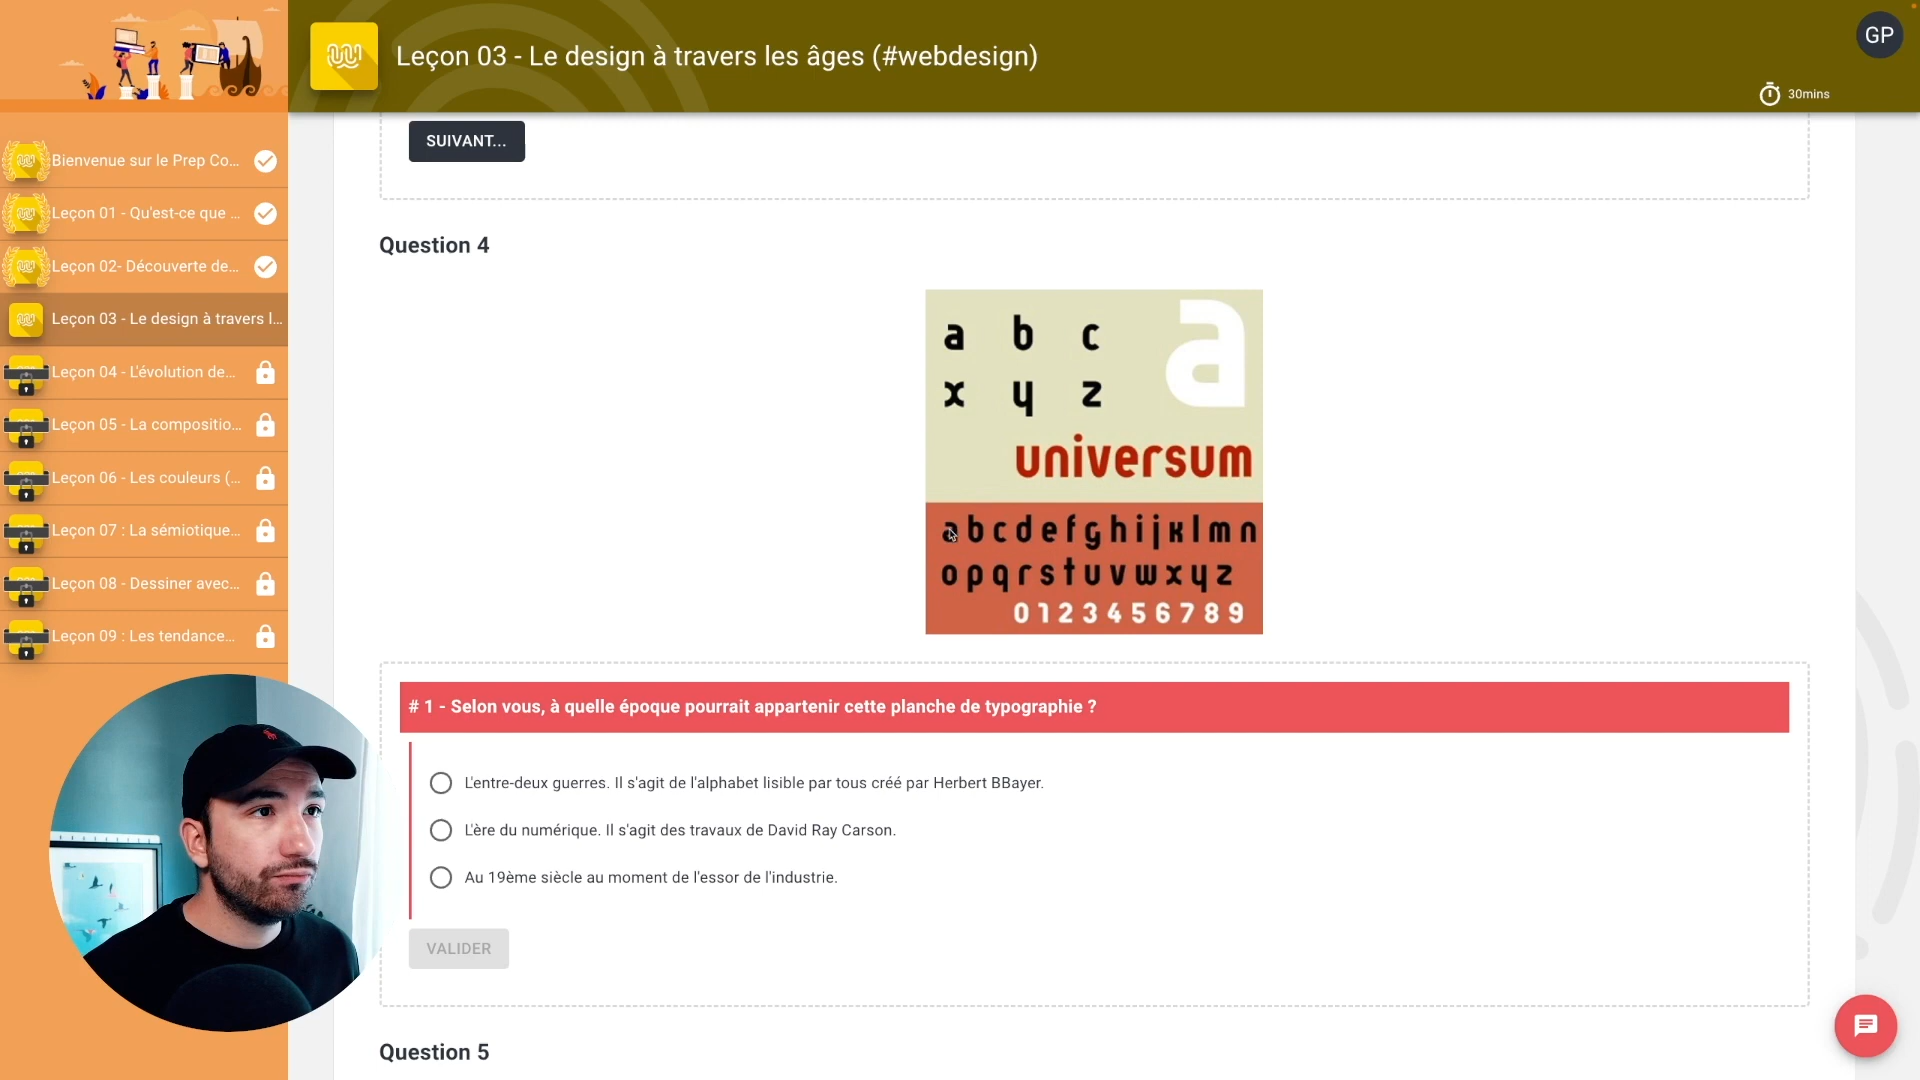 Leçon 03 - Le design à travers les âges (#webdesign)
GP
30mins
Bienvenue sur le Prep Co...
Leçon 01 - Qu'est-ce que ...
Leçon 02- Découverte de...
Leçon 03 - Le design à travers l...
Leçon 04 - L'évolution de...
Leçon 05 - La compositio...
Leçon 06 - Les couleurs (...
Leçon 07 : La sémiotique...
Leçon 08 - Dessiner avec...
Leçon 09 : Les tendance...
SUIVANT...
Question 4
a b c
a
x y z
universum
abcdefghijklmn
opqrstuvwxyz
0123456789
# 1 - Selon vous, à quelle époque pourrait appartenir cette planche de typographie ?
L'entre-deux guerres. Il s'agit de l'alphabet lisible par tous créé par Herbert BBayer.
L'ère du numérique. Il s'agit des travaux de David Ray Carson.
Au 19ème siècle au moment de l'essor de l'industrie.
VALIDER
Question 5